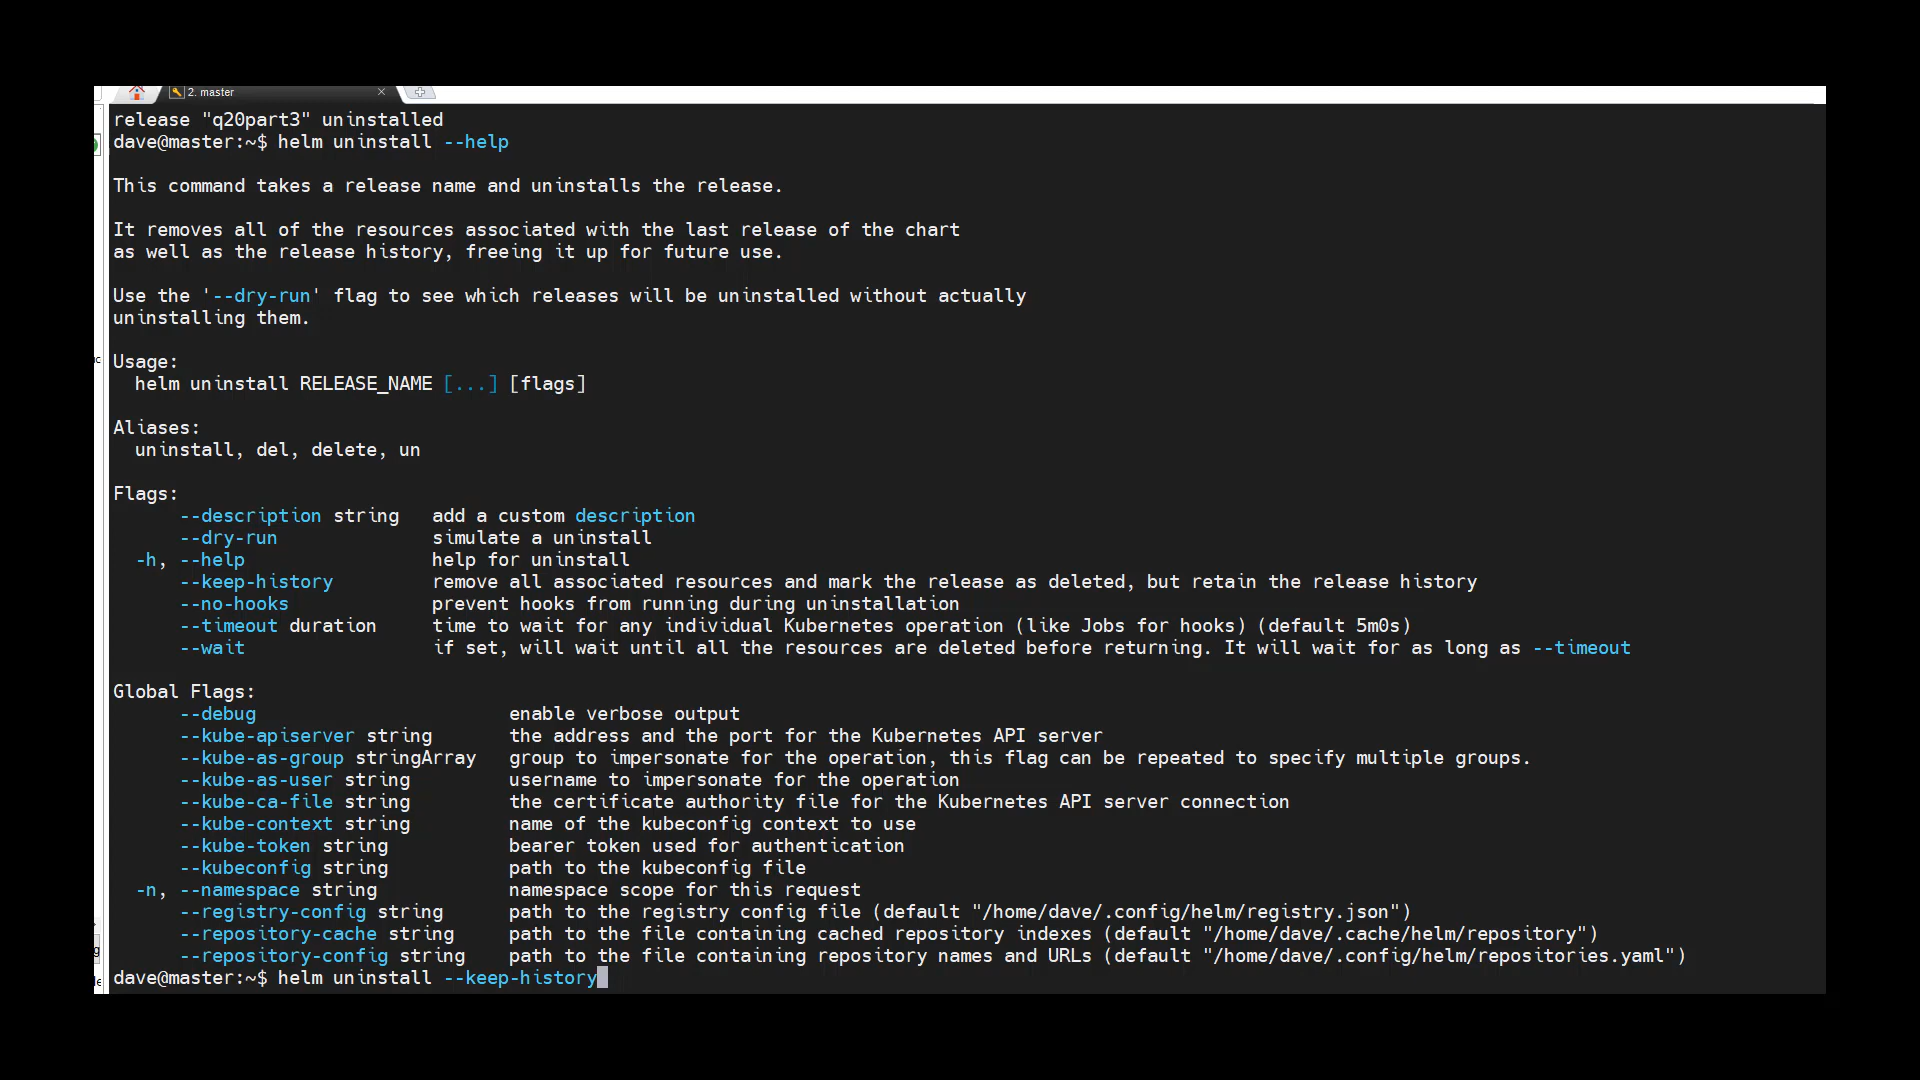 2. master
release "q20part3" uninstalled
dave@master:~$ helm uninstall --help
This command takes a release name and uninstalls the release.
It removes all of the resources associated with the last release of the chart
as well as the release history, freeing it up for future use.
Use the '--dry-run' flag to see which releases will be uninstalled without actually
uninstalling them.
Usage:
  helm uninstall RELEASE_NAME [...] [flags]
Aliases:
  uninstall, del, delete, un
Flags:
      --description string   add a custom description
      --dry-run              simulate a uninstall
  -h, --help                 help for uninstall
      --keep-history         remove all associated resources and mark the release as deleted, but retain the release history
      --no-hooks             prevent hooks from running during uninstallation
      --timeout duration     time to wait for any individual Kubernetes operation (like Jobs for hooks) (default 5m0s)
      --wait                 if set, will wait until all the resources are deleted before returning. It will wait for as long as --timeout
Global Flags:
      --debug                       enable verbose output
      --kube-apiserver string       the address and the port for the Kubernetes API server
      --kube-as-group stringArray   group to impersonate for the operation, this flag can be repeated to specify multiple groups.
      --kube-as-user string         username to impersonate for the operation
      --kube-ca-file string         the certificate authority file for the Kubernetes API server connection
      --kube-context string         name of the kubeconfig context to use
      --kube-token string           bearer token used for authentication
      --kubeconfig string           path to the kubeconfig file
  -n, --namespace string            namespace scope for this request
      --registry-config string      path to the registry config file (default "/home/dave/.config/helm/registry.json")
      --repository-cache string     path to the file containing cached repository indexes (default "/home/dave/.cache/helm/repository")
      --repository-config string    path to the file containing repository names and URLs (default "/home/dave/.config/helm/repositories.yaml")
dave@master:~$ helm uninstall --keep-history